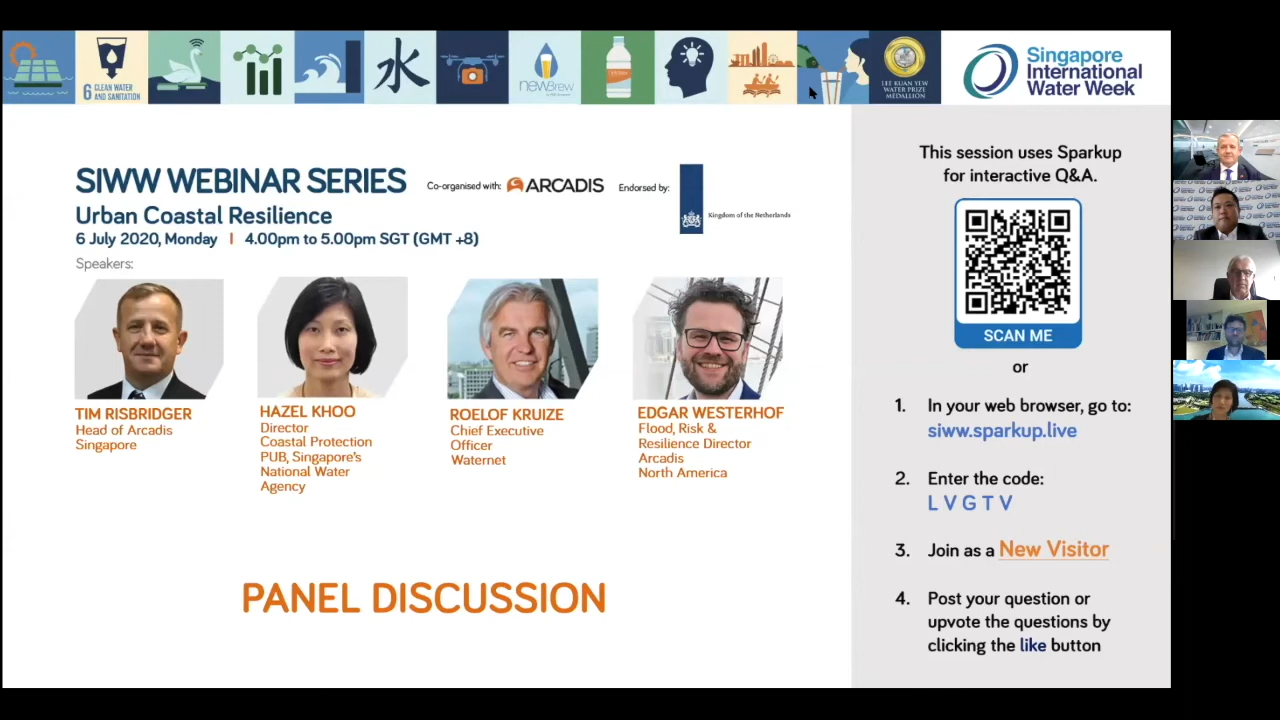 6 CLEAN WATER
AND SANITATION
水
newBrew
LEE KUAN YEW
WATER PRIZE
MEDALLION
Singapore
International
Water Week
SIWW WEBINAR SERIES
Co-organised with: ARCADIS
Endorsed by:
Kingdom of the Netherlands
Urban Coastal Resilience
6 July 2020, Monday | 4.00pm to 5.00pm SGT (GMT +8)
Speakers:
TIM RISBRIDGER
Head of Arcadis
Singapore
HAZEL KHOO
Director
Coastal Protection
PUB, Singapore's
National Water
Agency
ROELOF KRUIZE
Chief Executive
Officer
Waternet
EDGAR WESTERHOF
Flood, Risk &
Resilience Director
Arcadis
North America
PANEL DISCUSSION
This session uses Sparkup
for interactive Q&A.
SCAN ME
or
1. In your web browser, go to:
siww.sparkup.live
2. Enter the code:
L V G T V
3. Join as a New Visitor
4. Post your question or
upvote the questions by
clicking the like button